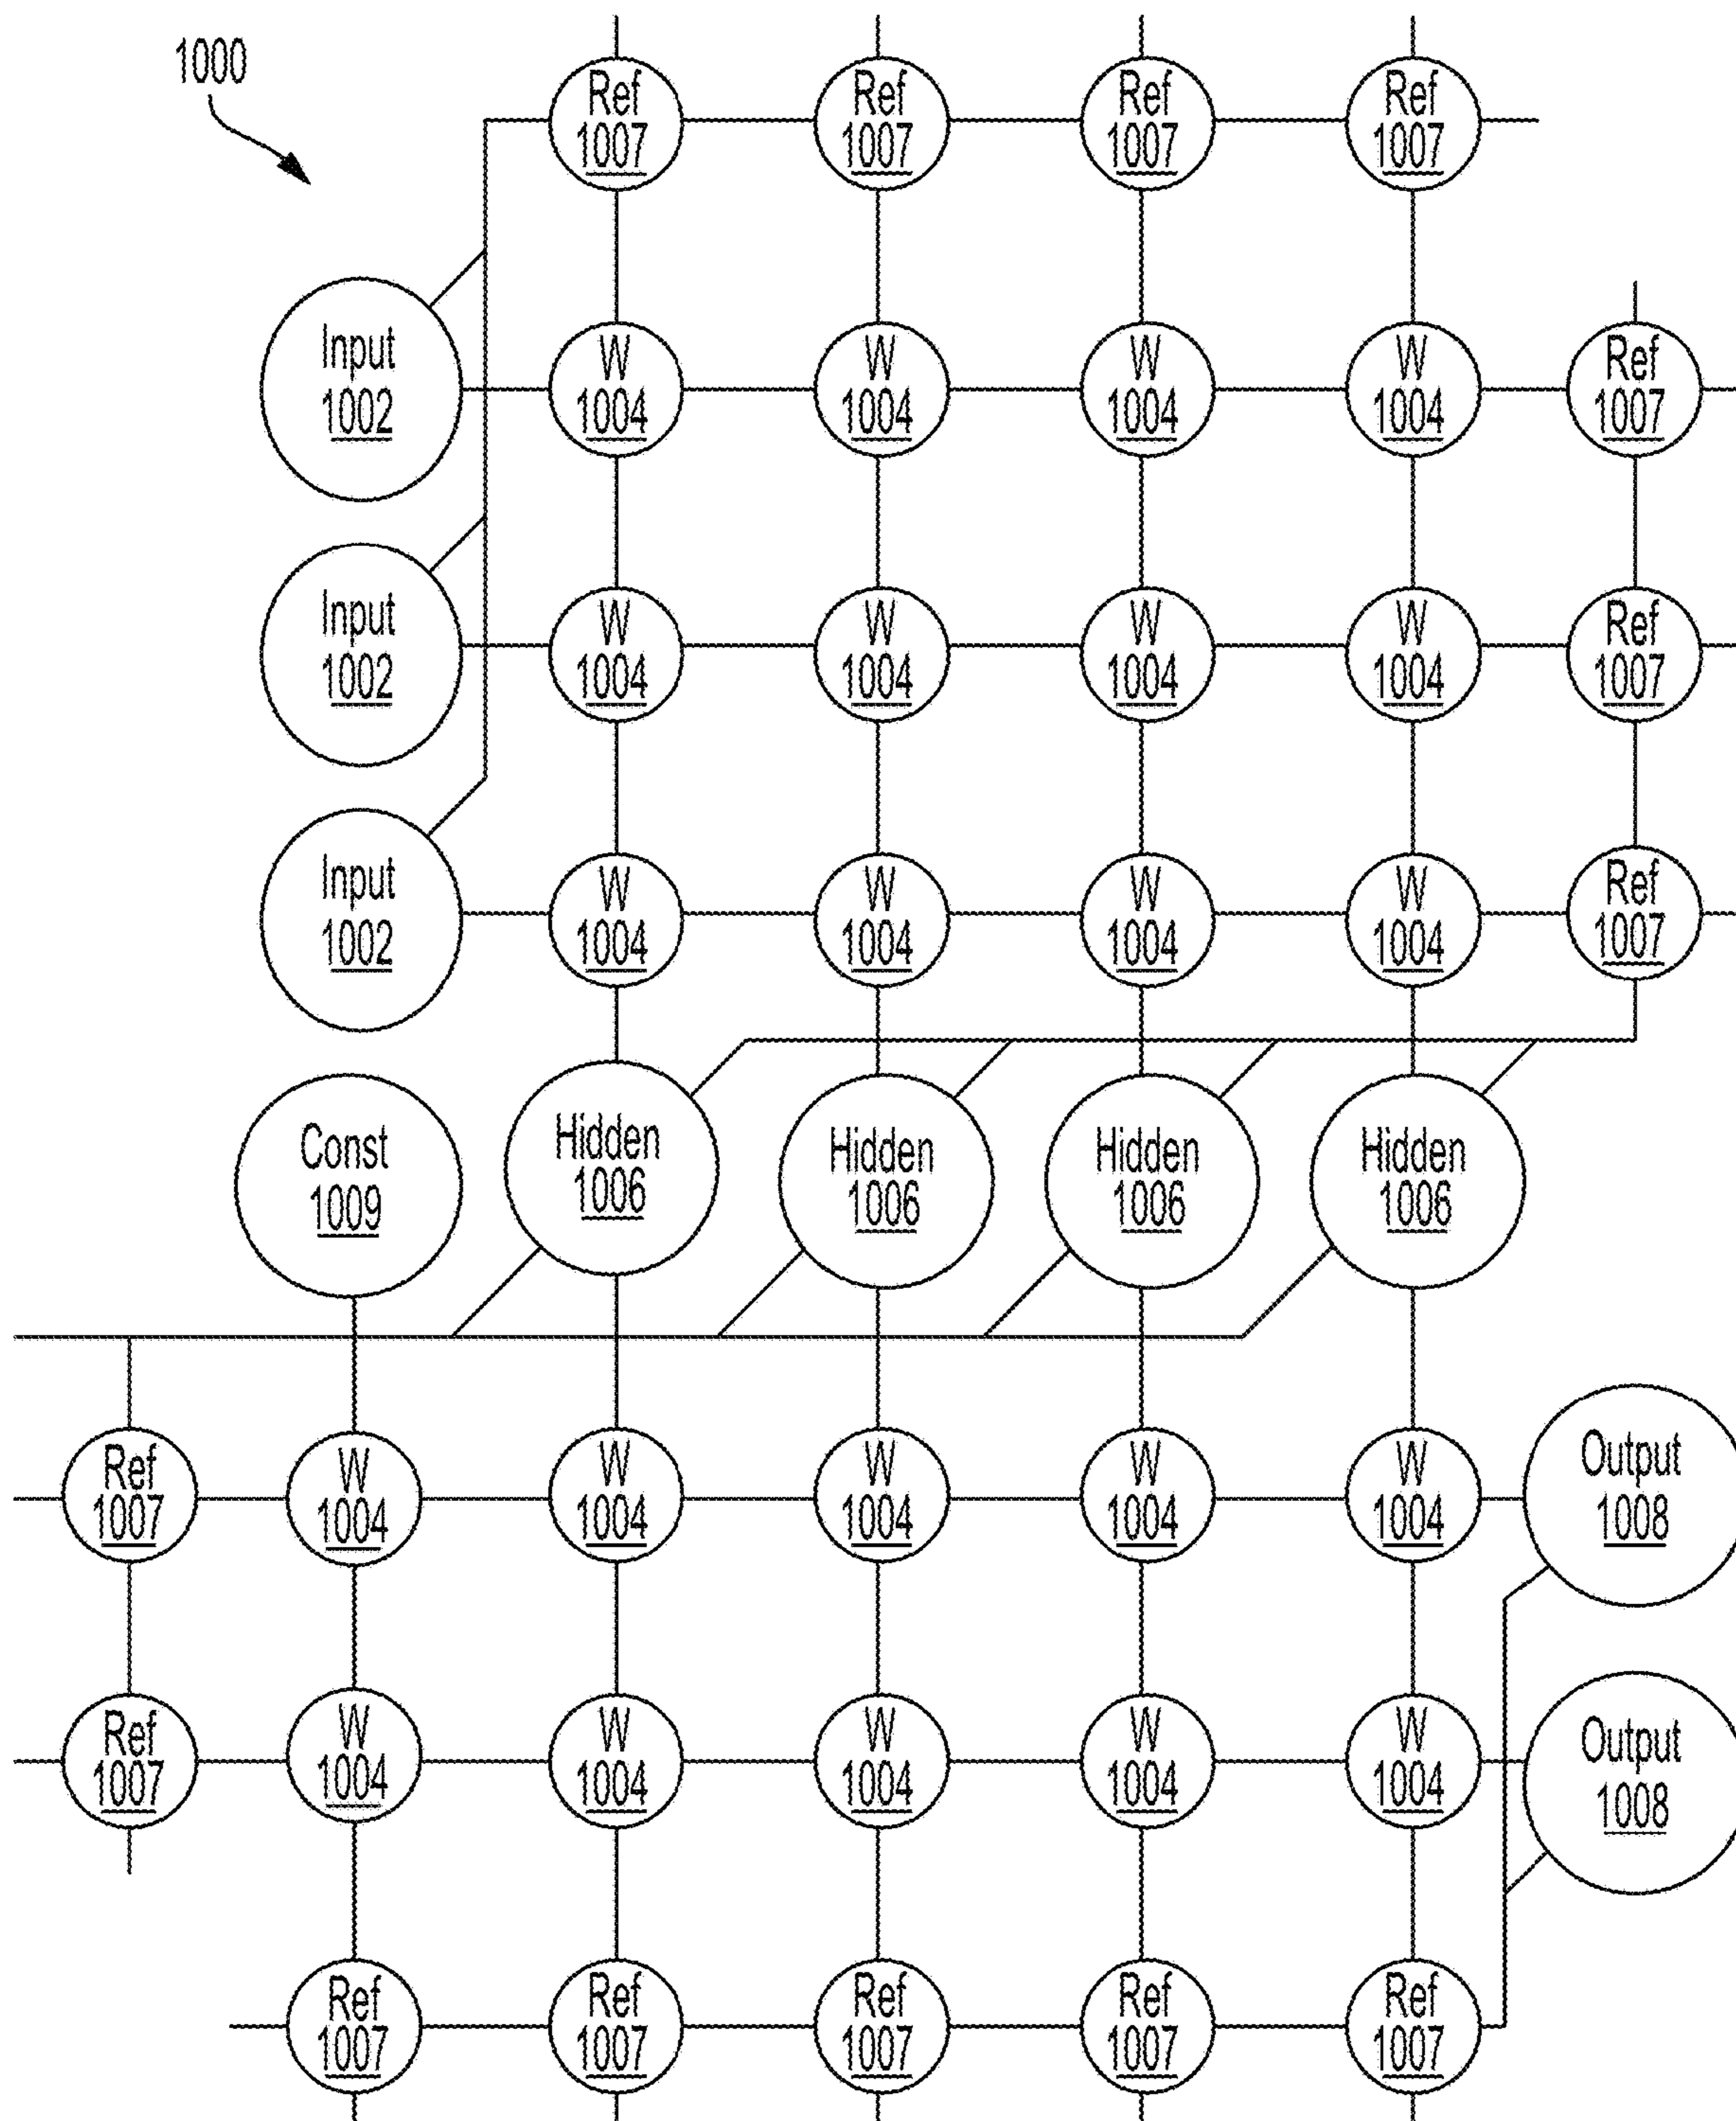 1000
Ref Ref Ref Ref
1007 1007 1007 1007
Input W W W W Ref
1002 1004 1004 1004 1004 1007
Input W W W W Ref
1002 1004 1004 1004 1004 1007
Input W W W W Ref
1002 1004 1004 1004 1004 1007
Const Hidden Hidden Hidden Hidden
1009 1006 1006 1006 1006
Ref W W W W W Output
1007 1004 1004 1004 1004 1004 1008
Ref W W W W W Output
1007 1004 1004 1004 1004 1004 1008
Ref Ref Ref Ref Ref
1007 1007 1007 1007 1007